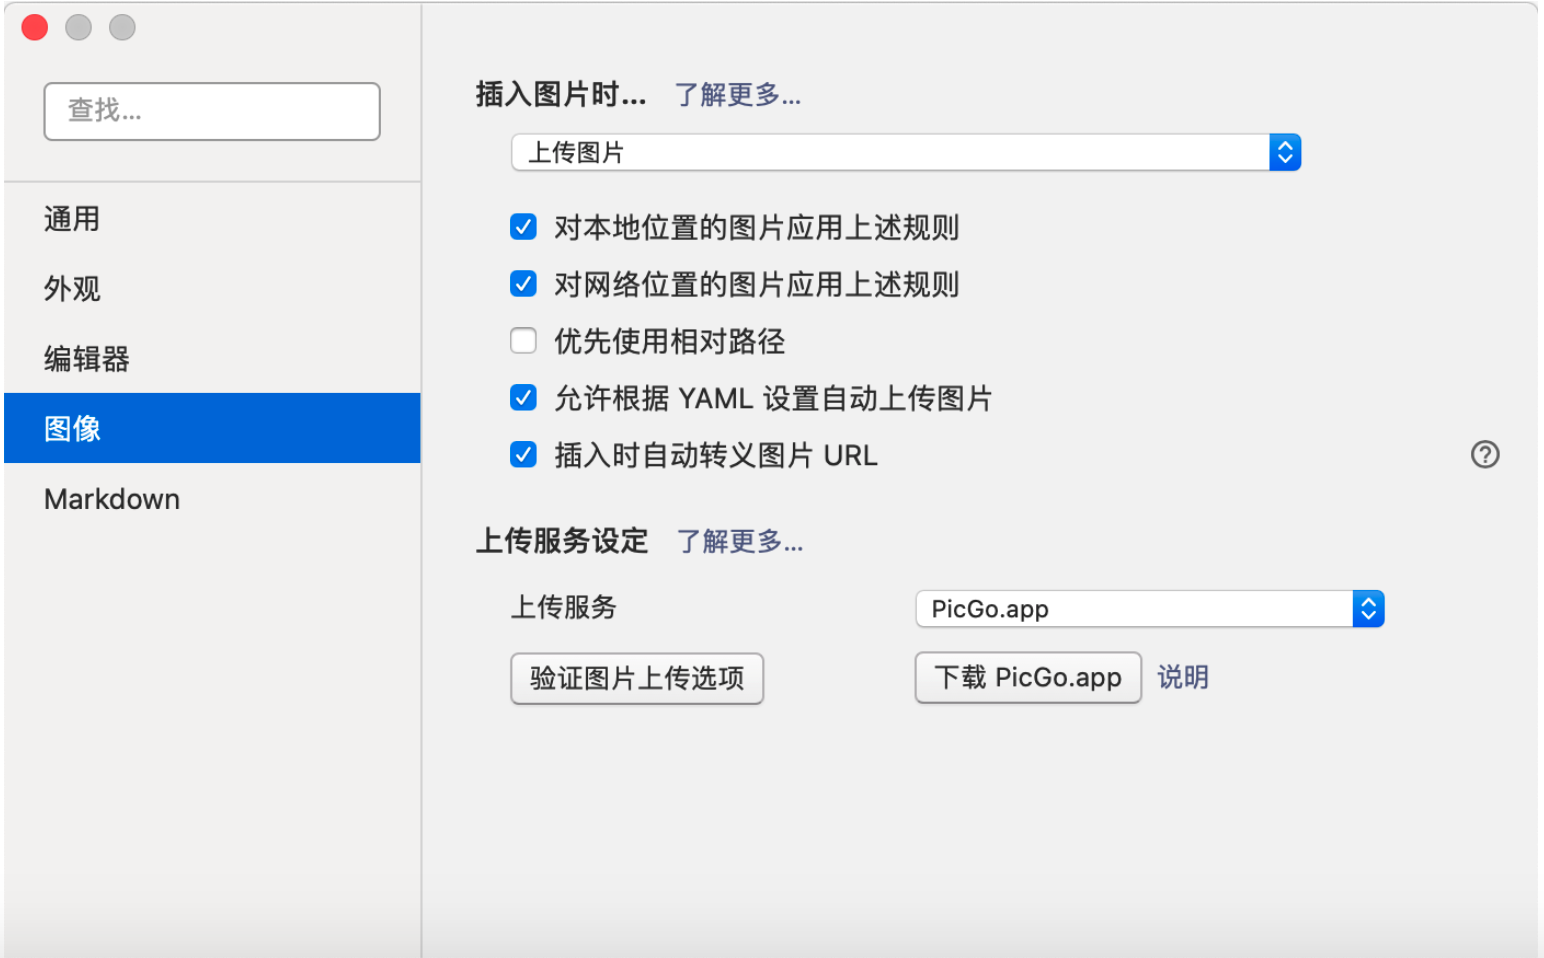 查找...
通用
外观
编辑器
图像
Markdown
插入图片时... 了解更多...
上传图片
对本地位置的图片应用上述规则
对网络位置的图片应用上述规则
优先使用相对路径
允许根据 YAML 设置自动上传图片
插入时自动转义图片 URL
?
上传服务设定 了解更多...
上传服务 PicGo.app
验证图片上传选项 下载 PicGo.app 说明